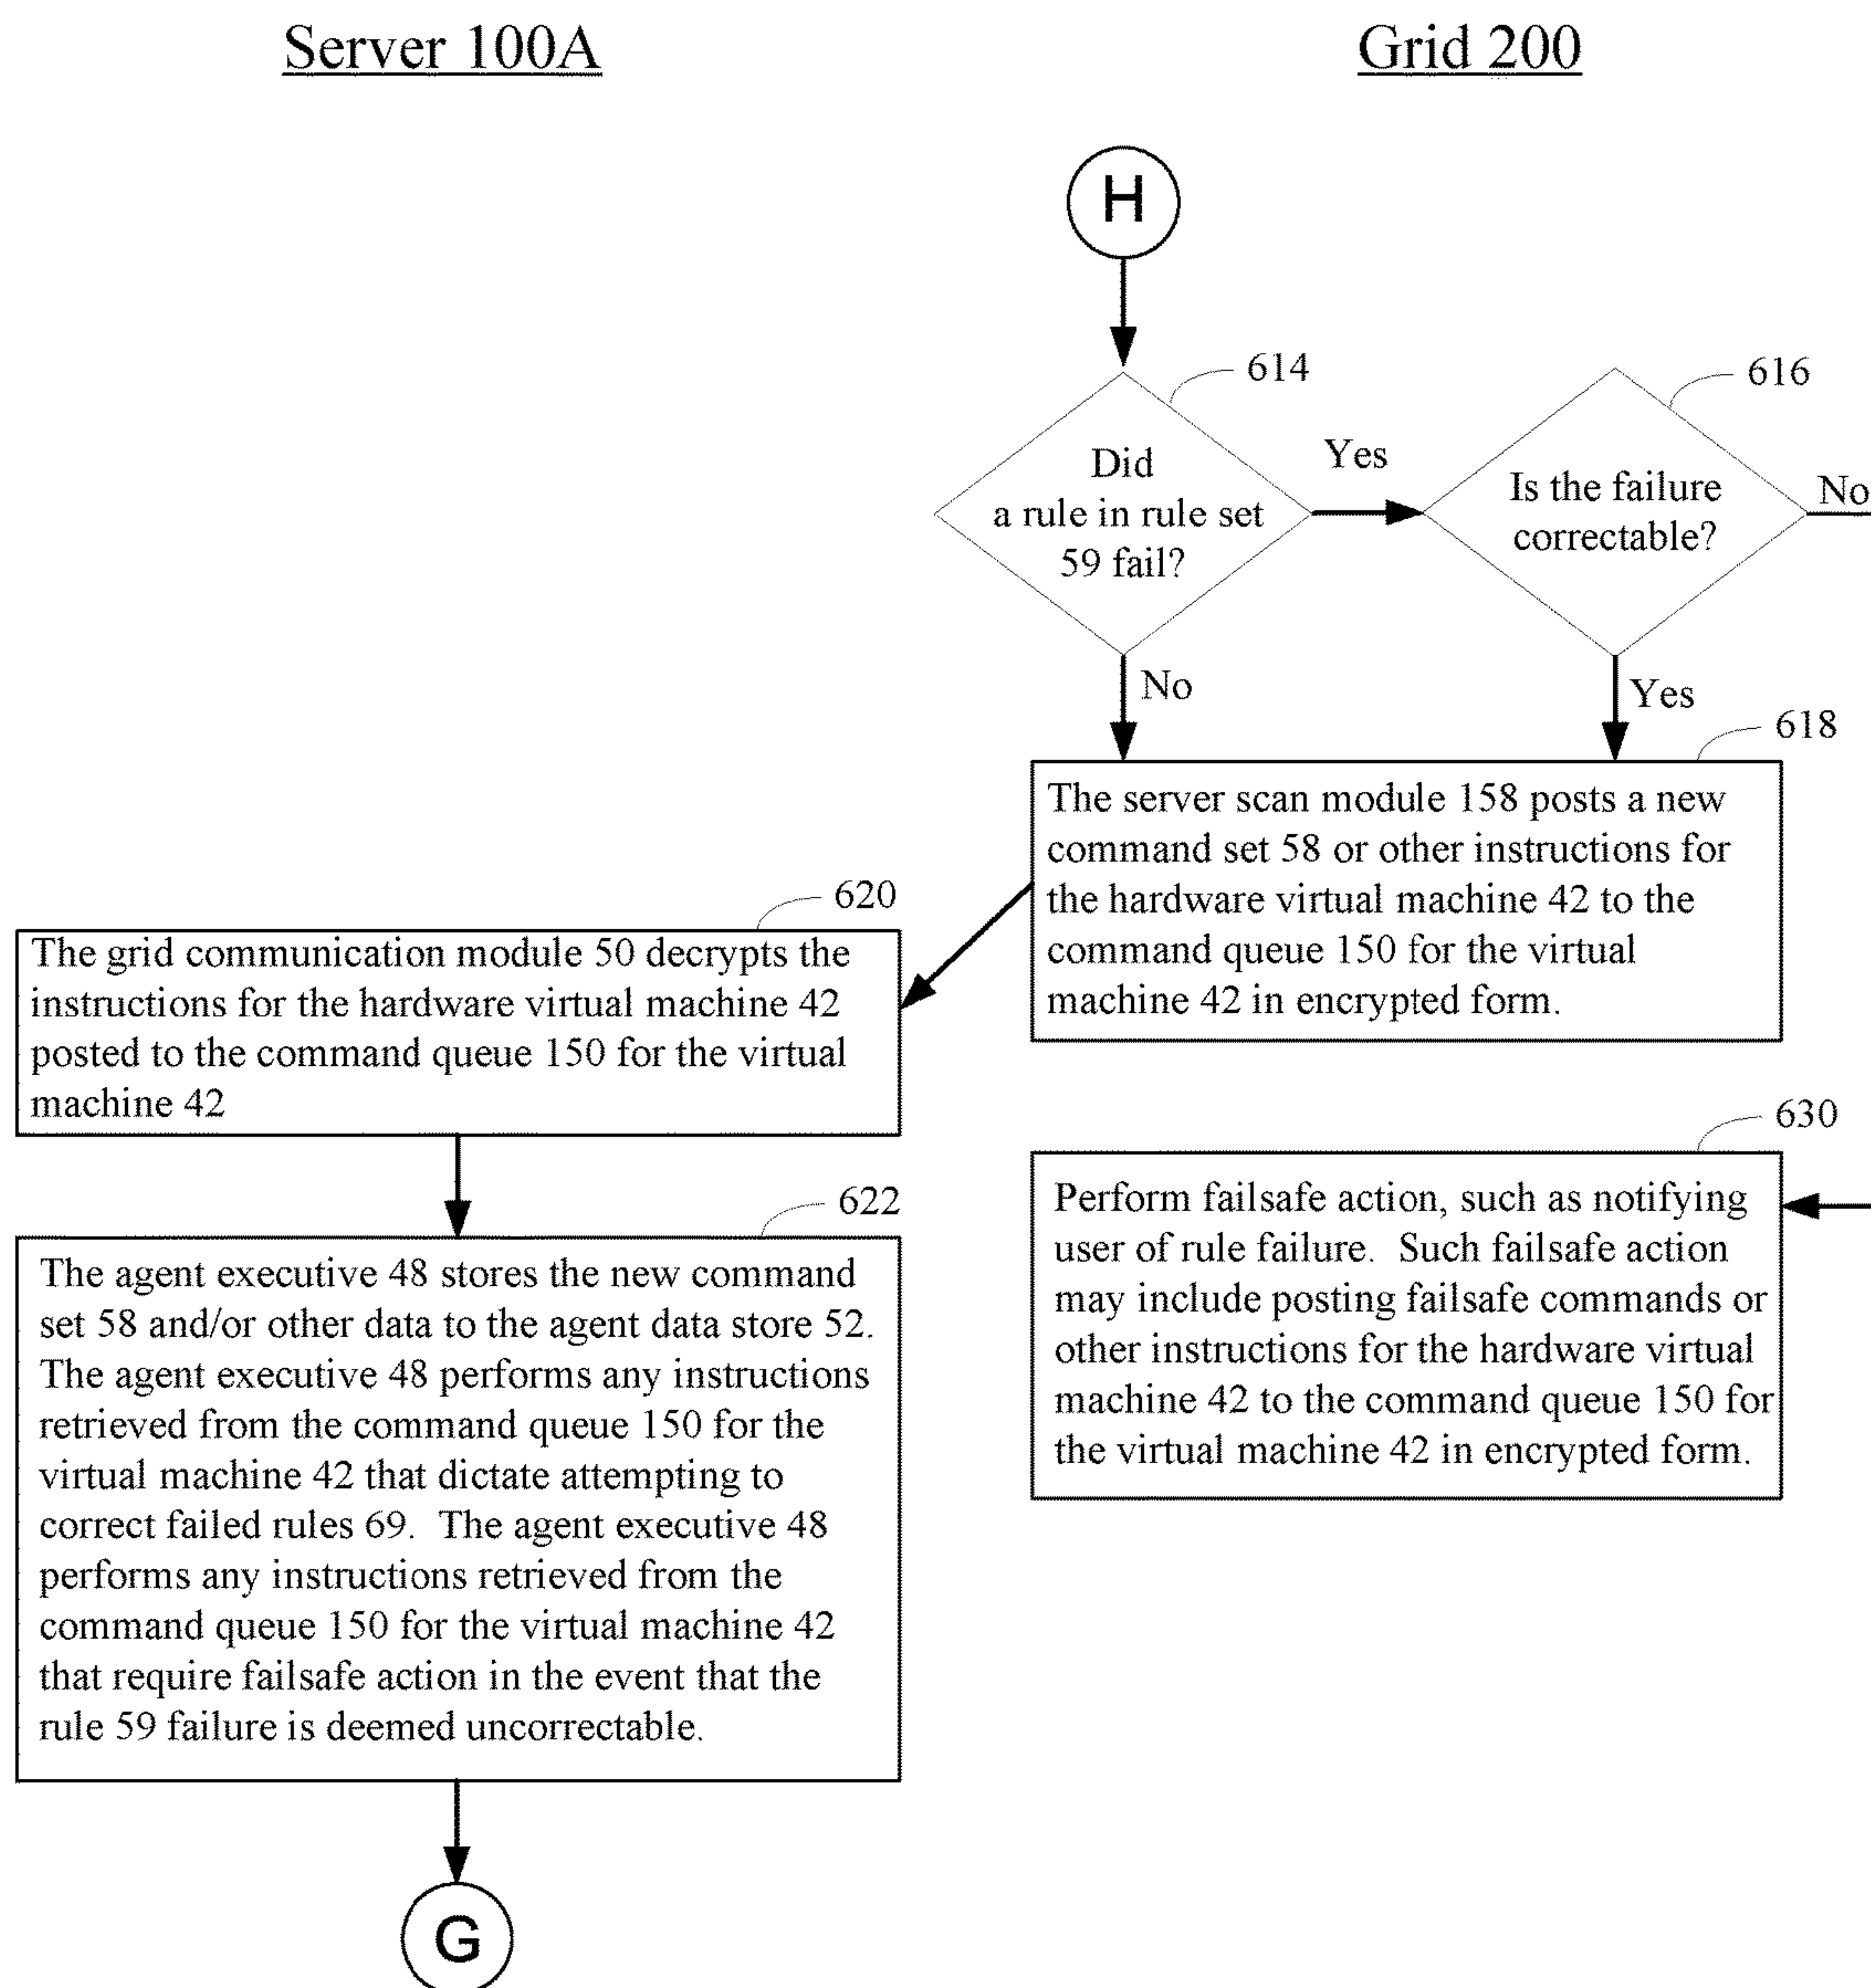 Server 100A
Grid 200
H
614
616
Did
a rule in rule set
59 fail?
Yes
Is the failure
correctable?
No
No
Yes
618
The server scan module 158 posts a new
command set 58 or other instructions for
the hardware virtual machine 42 to the
command queue 150 for the virtual
machine 42 in encrypted form.
620
The grid communication module 50 decrypts the
instructions for the hardware virtual machine 42
posted to the command queue 150 for the virtual
machine 42
630
Perform failsafe action, such as notifying
user of rule failure.  Such failsafe action
may include posting failsafe commands or
other instructions for the hardware virtual
machine 42 to the command queue 150 for
the virtual machine 42 in encrypted form.
622
The agent executive 48 stores the new command
set 58 and/or other data to the agent data store 52.
The agent executive 48 performs any instructions
retrieved from the command queue 150 for the
virtual machine 42 that dictate attempting to
correct failed rules 69.  The agent executive 48
performs any instructions retrieved from the
command queue 150 for the virtual machine 42
that require failsafe action in the event that the
rule 59 failure is deemed uncorrectable.
G